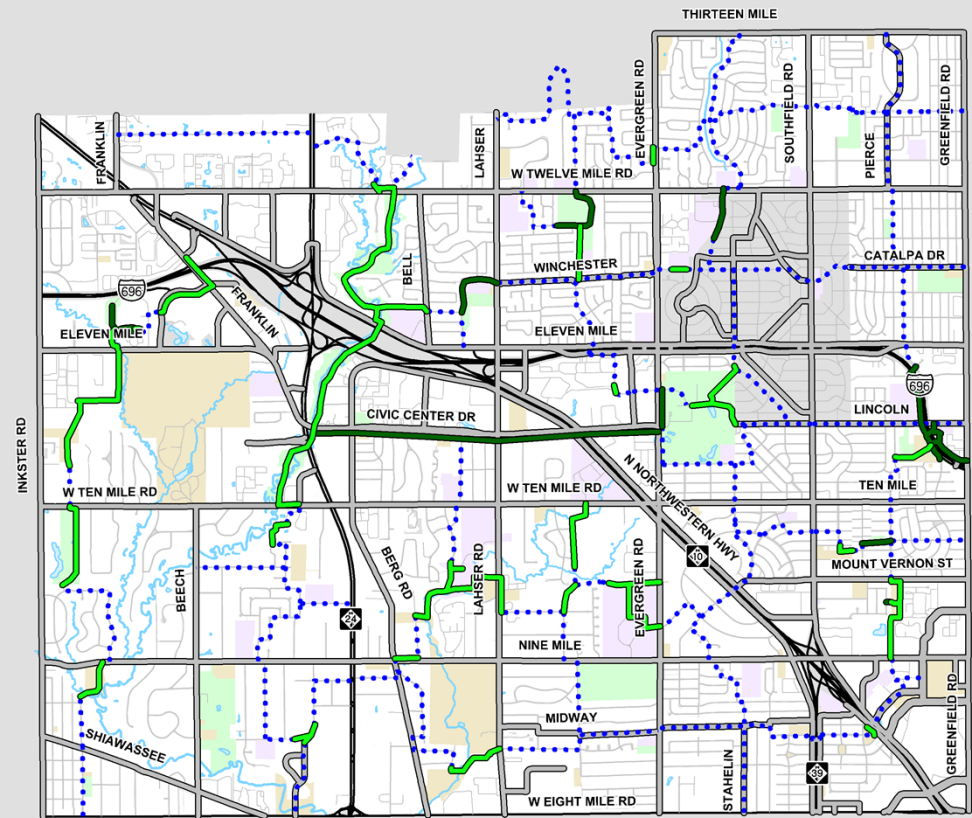 THIRTEEN MILE
FRANKLIN
LAHSER
EVERGREEN RD
SOUTHFIELD RD
PIERCE
GREENFIELD RD
W TWELVE MILE RD
BELL
WINCHESTER
CATALPA DR
696
FRANKLIN
ELEVEN MILE
ELEVEN MILE
696
CIVIC CENTER DR
LINCOLN
INKSTER RD
W TEN MILE RD
W TEN MILE RD
N NORTHWESTERN HWY
TEN MILE
10
MOUNT VERNON ST
BEECH
BERG RD
LAHSER RD
EVERGREEN RD
24
NINE MILE
MIDWAY
SHIAWASSEE
STAHELIN
39
GREENFIELD RD
W EIGHT MILE RD